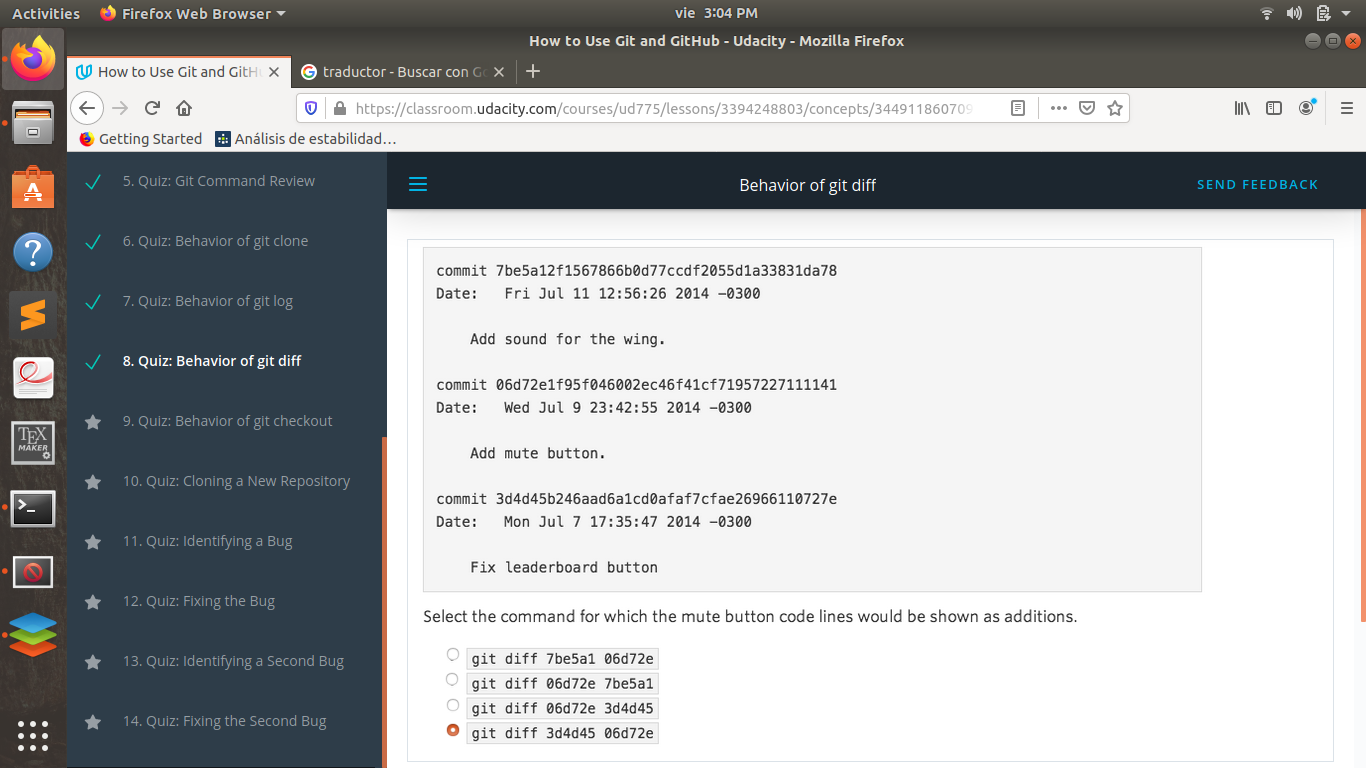 Activities Firefox Web Browser vie 3:04 PM
How to Use Git and GitHub - Udacity - Mozilla Firefox
How to Use Git and GitH traductor - Buscar con Go
https://classroom.udacity.com/courses/ud775/lessons/3394248803/concepts/344911860709
Getting Started Análisis de estabilidad…
5. Quiz: Git Command Review
6. Quiz: Behavior of git clone
7. Quiz: Behavior of git log
8. Quiz: Behavior of git diff
9. Quiz: Behavior of git checkout
10. Quiz: Cloning a New Repository
11. Quiz: Identifying a Bug
12. Quiz: Fixing the Bug
13. Quiz: Identifying a Second Bug
14. Quiz: Fixing the Second Bug
TEX
MAKER
Behavior of git diff
SEND FEEDBACK
commit 7be5a12f1567866b0d77ccdf2055d1a33831da78
Date: Fri Jul 11 12:56:26 2014 -0300
Add sound for the wing.
commit 06d72e1f95f046002ec46f41cf71957227111141
Date: Wed Jul 9 23:42:55 2014 -0300
Add mute button.
commit 3d4d45b246aad6a1cd0afaf7cfae26966110727e
Date: Mon Jul 7 17:35:47 2014 -0300
Fix leaderboard button
Select the command for which the mute button code lines would be shown as additions.
git diff 7be5a1 06d72e
git diff 06d72e 7be5a1
git diff 06d72e 3d4d45
git diff 3d4d45 06d72e